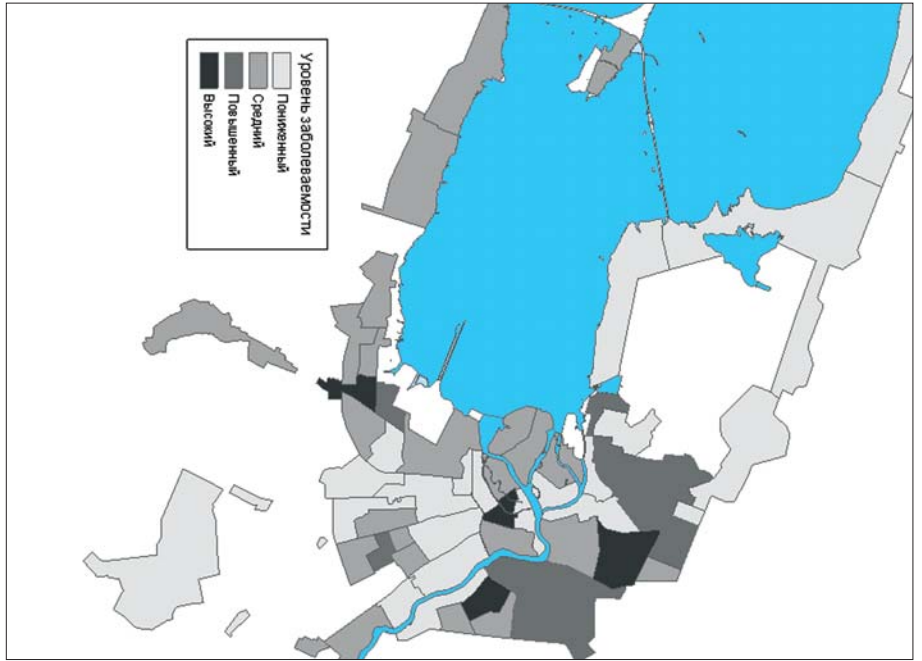 Уровень заболеваемости
Пониженный
Средний
Повышенный
Высокий